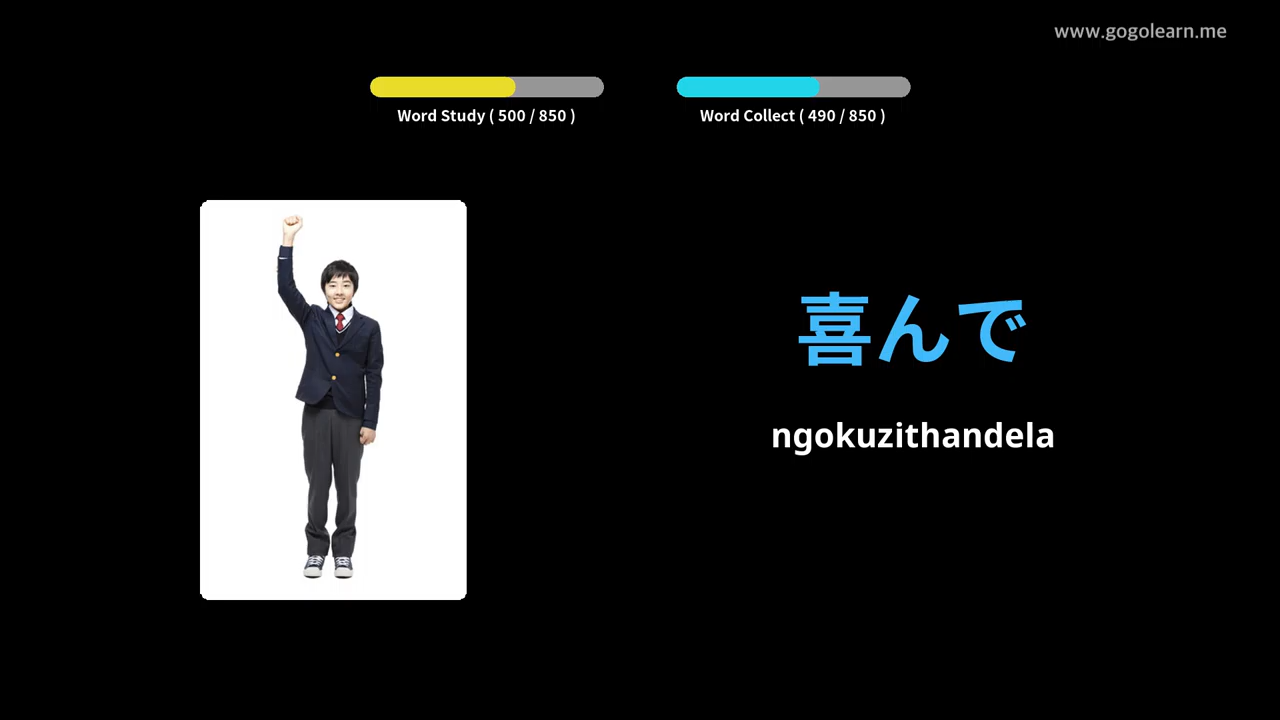 www.gogolearn.me
Word Study ( 500 / 850 )
Word Collect ( 490 / 850 )
喜んで
ngokuzithandela